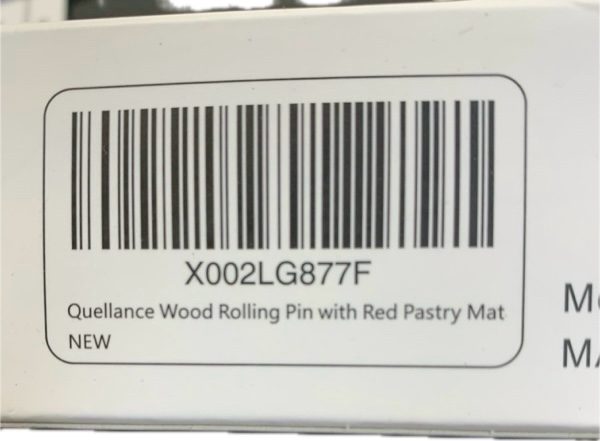 X002LG877F
Quellance Wood Rolling Pin with Red Pastry Mat
NEW